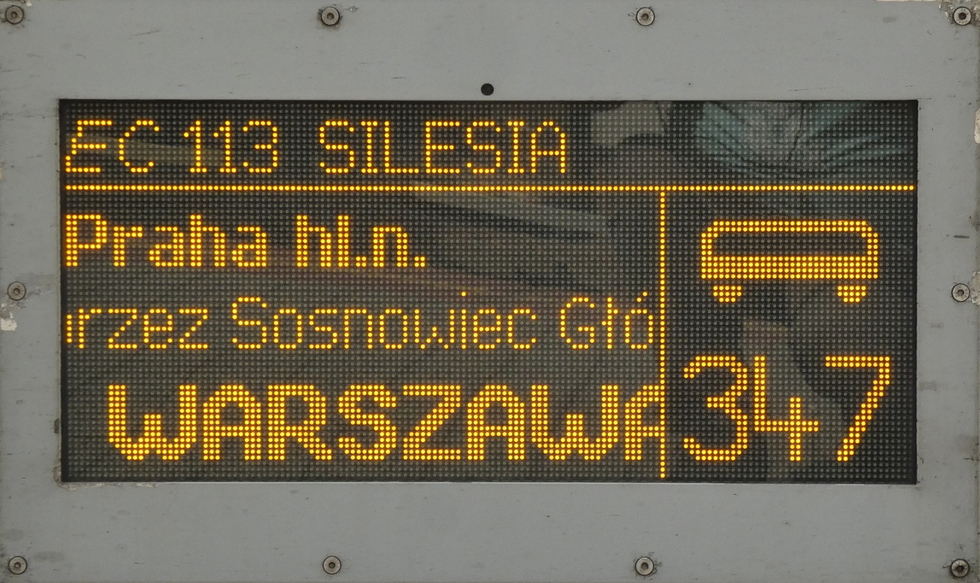 EC 113 SILESIA
Praha hl.n.
rzez Sosnowiec Głó
WARSZAWA
347